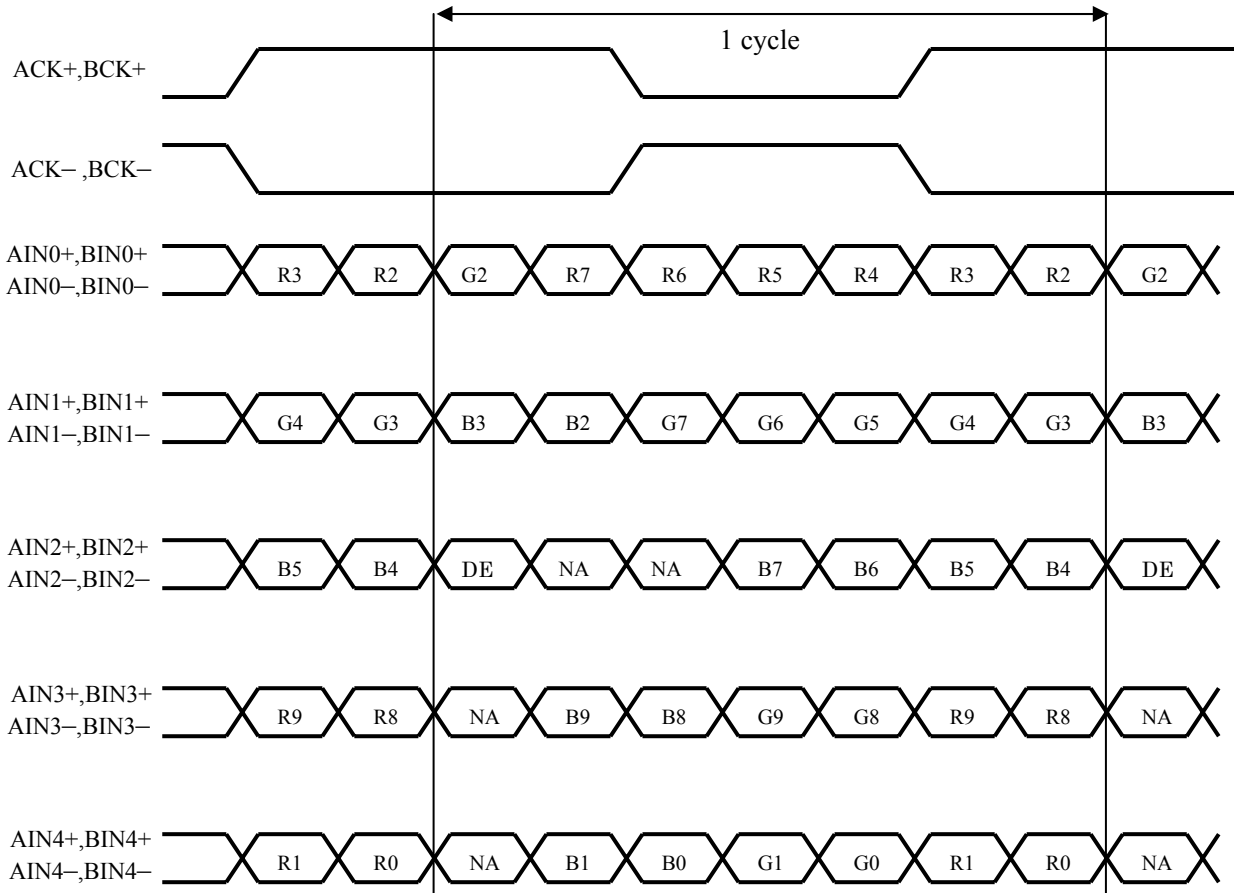 1 cycle
ACK+,BCK+
ACK−,BCK−
AIN0+,BIN0+
AIN0−,BIN0−
R3 R2 G2 R7 R6 R5 R4 R3 R2 G2
AIN1+,BIN1+
AIN1−,BIN1−
G4 G3 B3 B2 G7 G6 G5 G4 G3 B3
AIN2+,BIN2+
AIN2−,BIN2−
B5 B4 DE NA NA B7 B6 B5 B4 DE
AIN3+,BIN3+
AIN3−,BIN3−
R9 R8 NA B9 B8 G9 G8 R9 R8 NA
AIN4+,BIN4+
AIN4−,BIN4−
R1 R0 NA B1 B0 G1 G0 R1 R0 NA